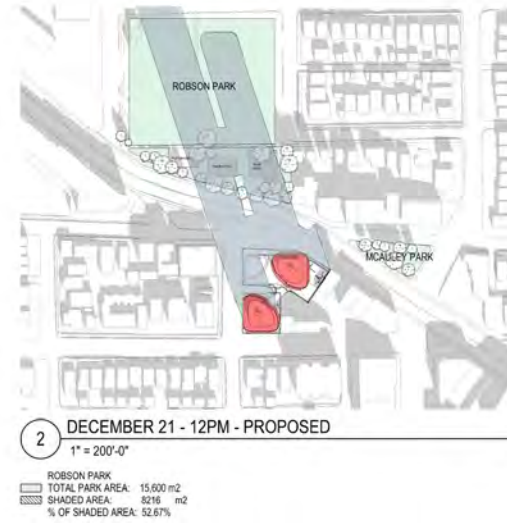 ROBSON PARK
MCAULEY PARK
2 DECEMBER 21 - 12PM - PROPOSED
1" = 200'-0"
ROBSON PARK
TOTAL PARK AREA: 15,600 m2
SHADED AREA: 8216 m2
% OF SHADED AREA: 52.67%